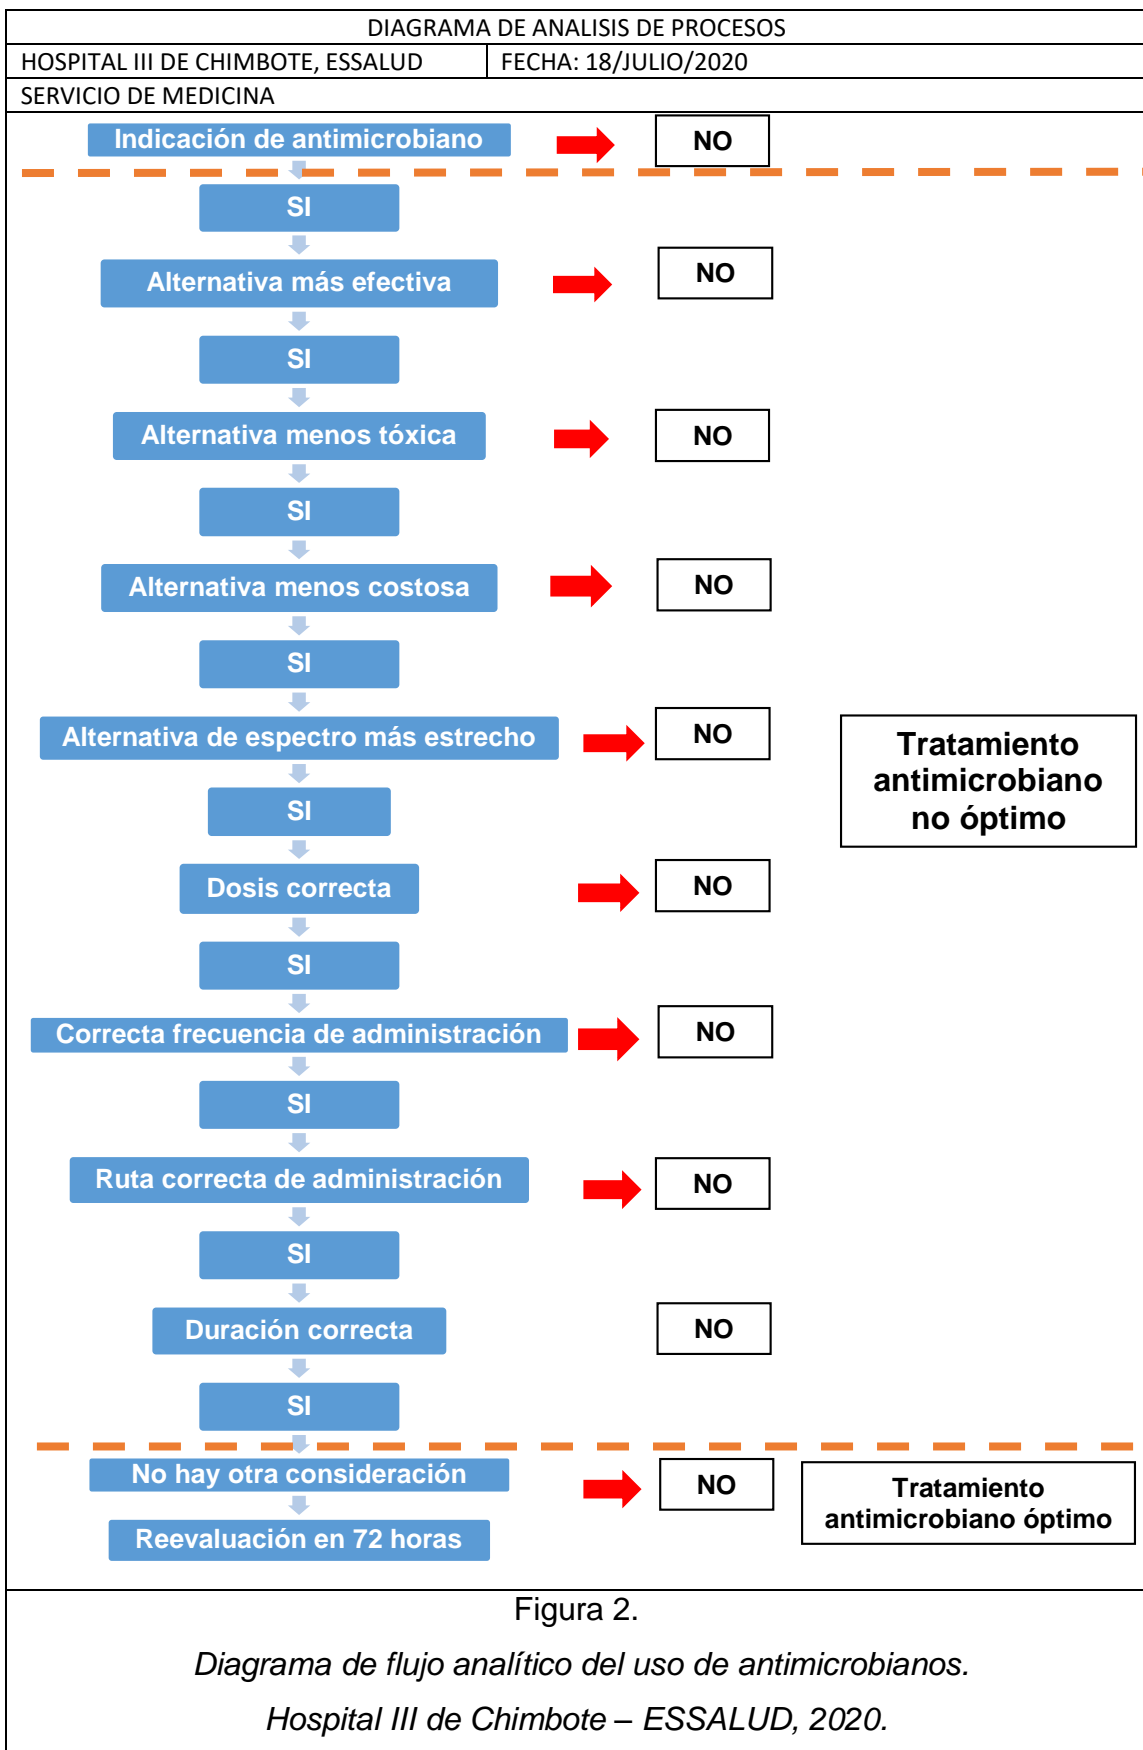 DIAGRAMA DE ANALISIS DE PROCESOS
HOSPITAL III DE CHIMBOTE, ESSALUD
FECHA: 18/JULIO/2020
SERVICIO DE MEDICINA
Indicación de antimicrobiano
NO
SI
Alternativa más efectiva
NO
SI
Alternativa menos tóxica
NO
SI
Alternativa menos costosa
NO
SI
Alternativa de espectro más estrecho
NO
Tratamiento
antimicrobiano
no óptimo
SI
Dosis correcta
NO
SI
Correcta frecuencia de administración
NO
SI
Ruta correcta de administración
NO
SI
Duración correcta
NO
SI
No hay otra consideración
NO
Tratamiento
antimicrobiano óptimo
Reevaluación en 72 horas
Figura 2.
Diagrama de flujo analítico del uso de antimicrobianos.
Hospital III de Chimbote – ESSALUD, 2020.